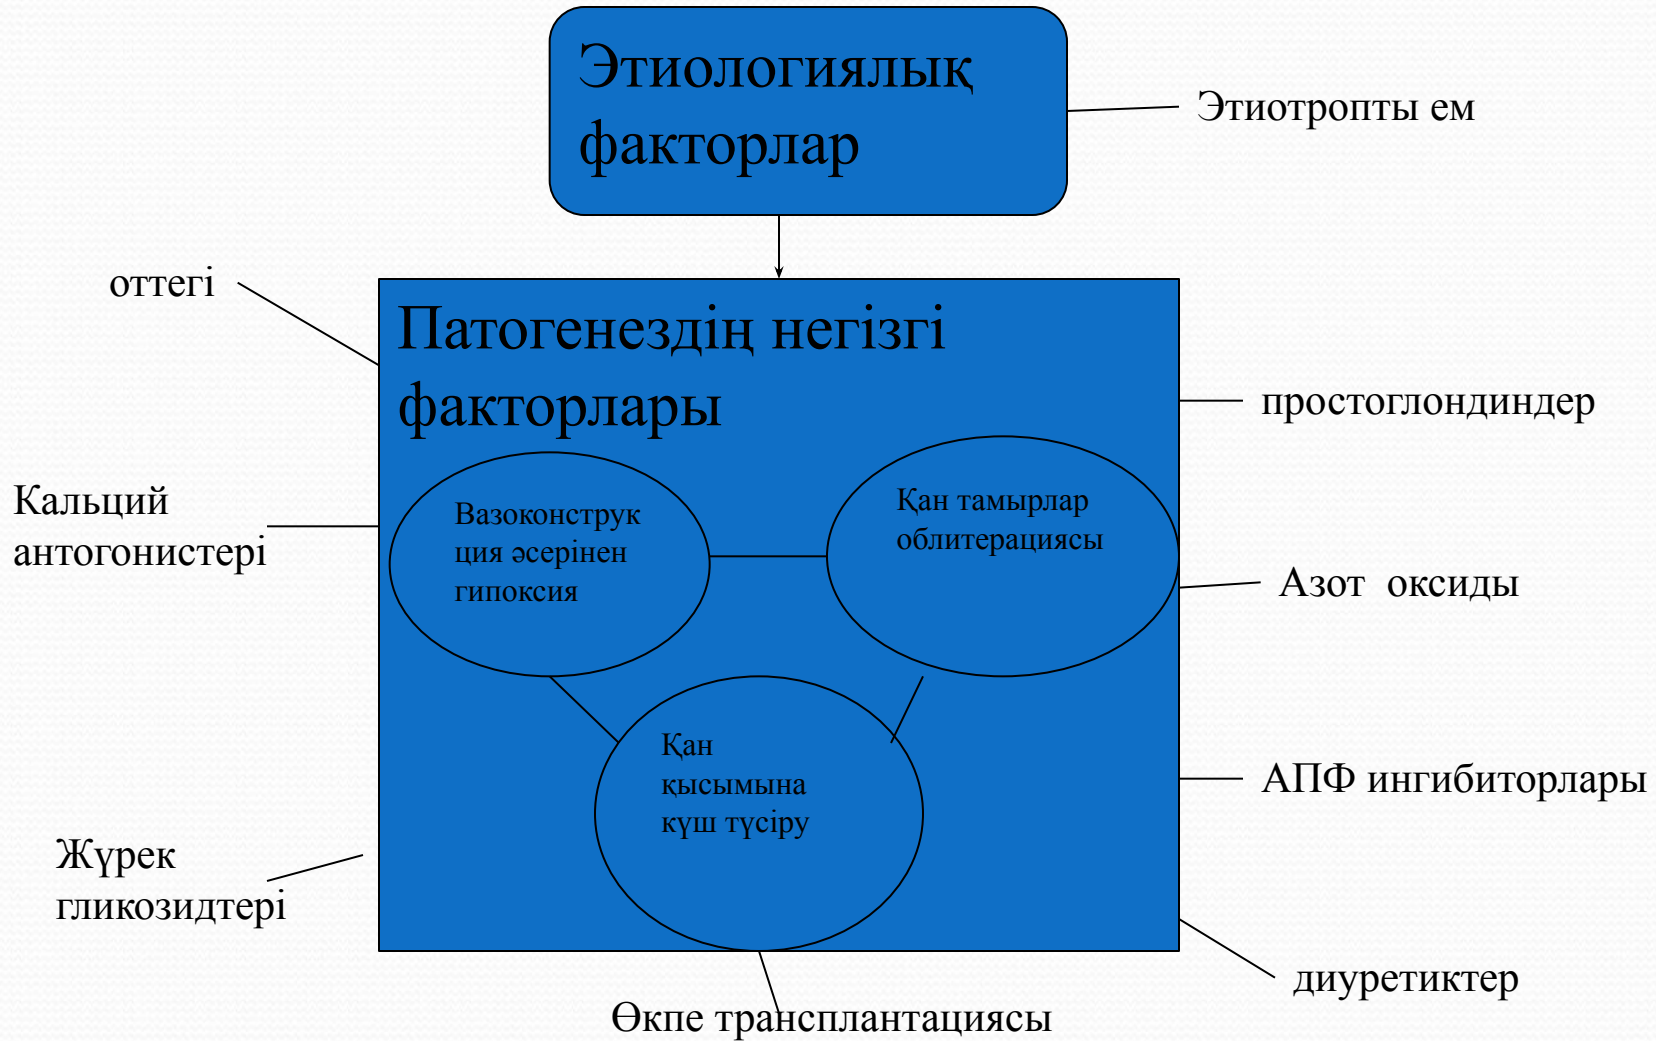 Этиологиялық
факторлар
Этиотропты ем
оттегі
Патогенездің негізгі
факторлары
простоглондиндер
Кальций
антогонистері
Вазоконструк
ция әсерінен
гипоксия
Қан тамырлар
облитерациясы
Азот оксиды
Қан
қысымына
күш түсіру
АПФ ингибиторлары
Жүрек
гликозидтері
диуретиктер
Өкпе трансплантациясы